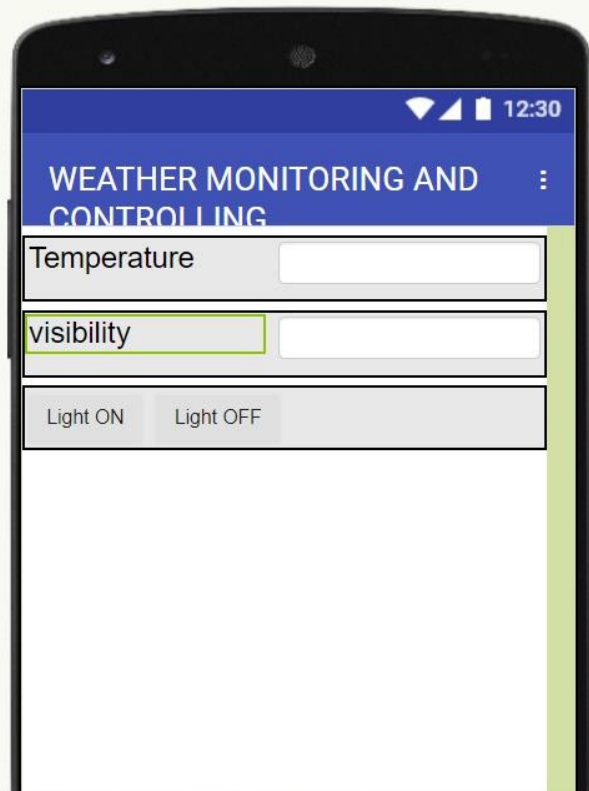 12:30
WEATHER MONITORING AND
CONTROLLING
Temperature
visibility
Light ON Light OFF